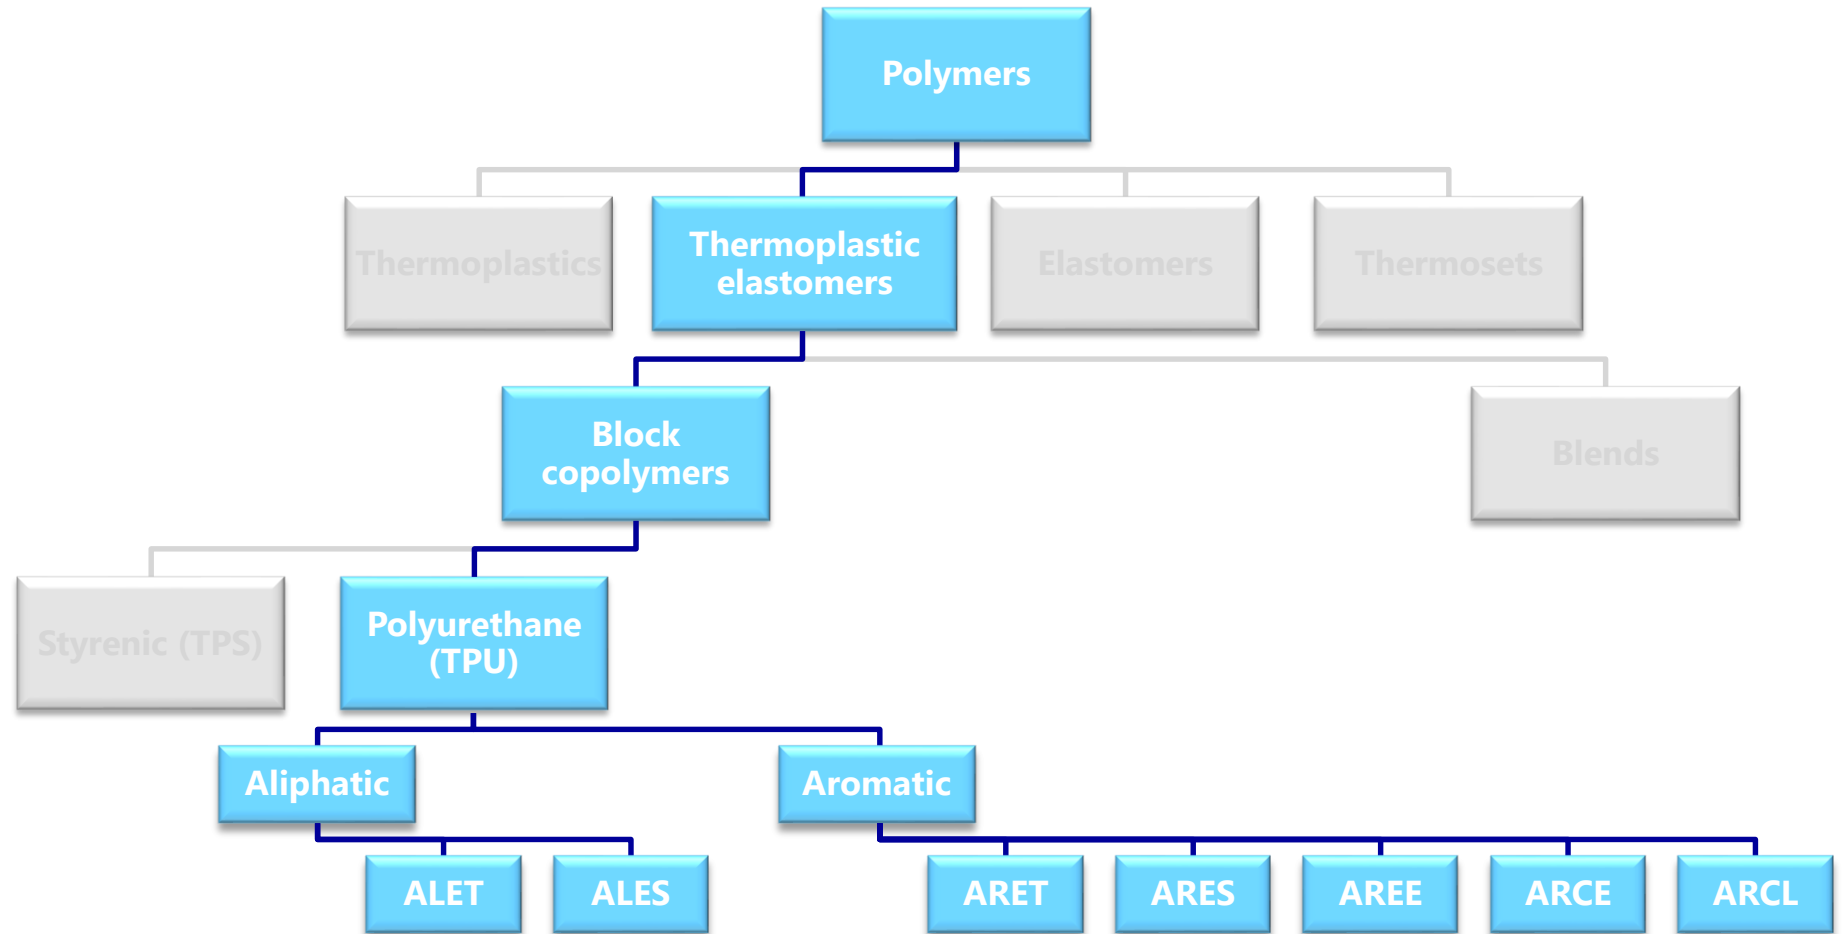 Polymers
Thermoplastics
Thermoplastic
elastomers
Elastomers
Thermosets
Block
copolymers
Blends
Styrenic (TPS)
Polyurethane
(TPU)
Aliphatic
Aromatic
ALET
ALES
ARET
ARES
AREE
ARCE
ARCL